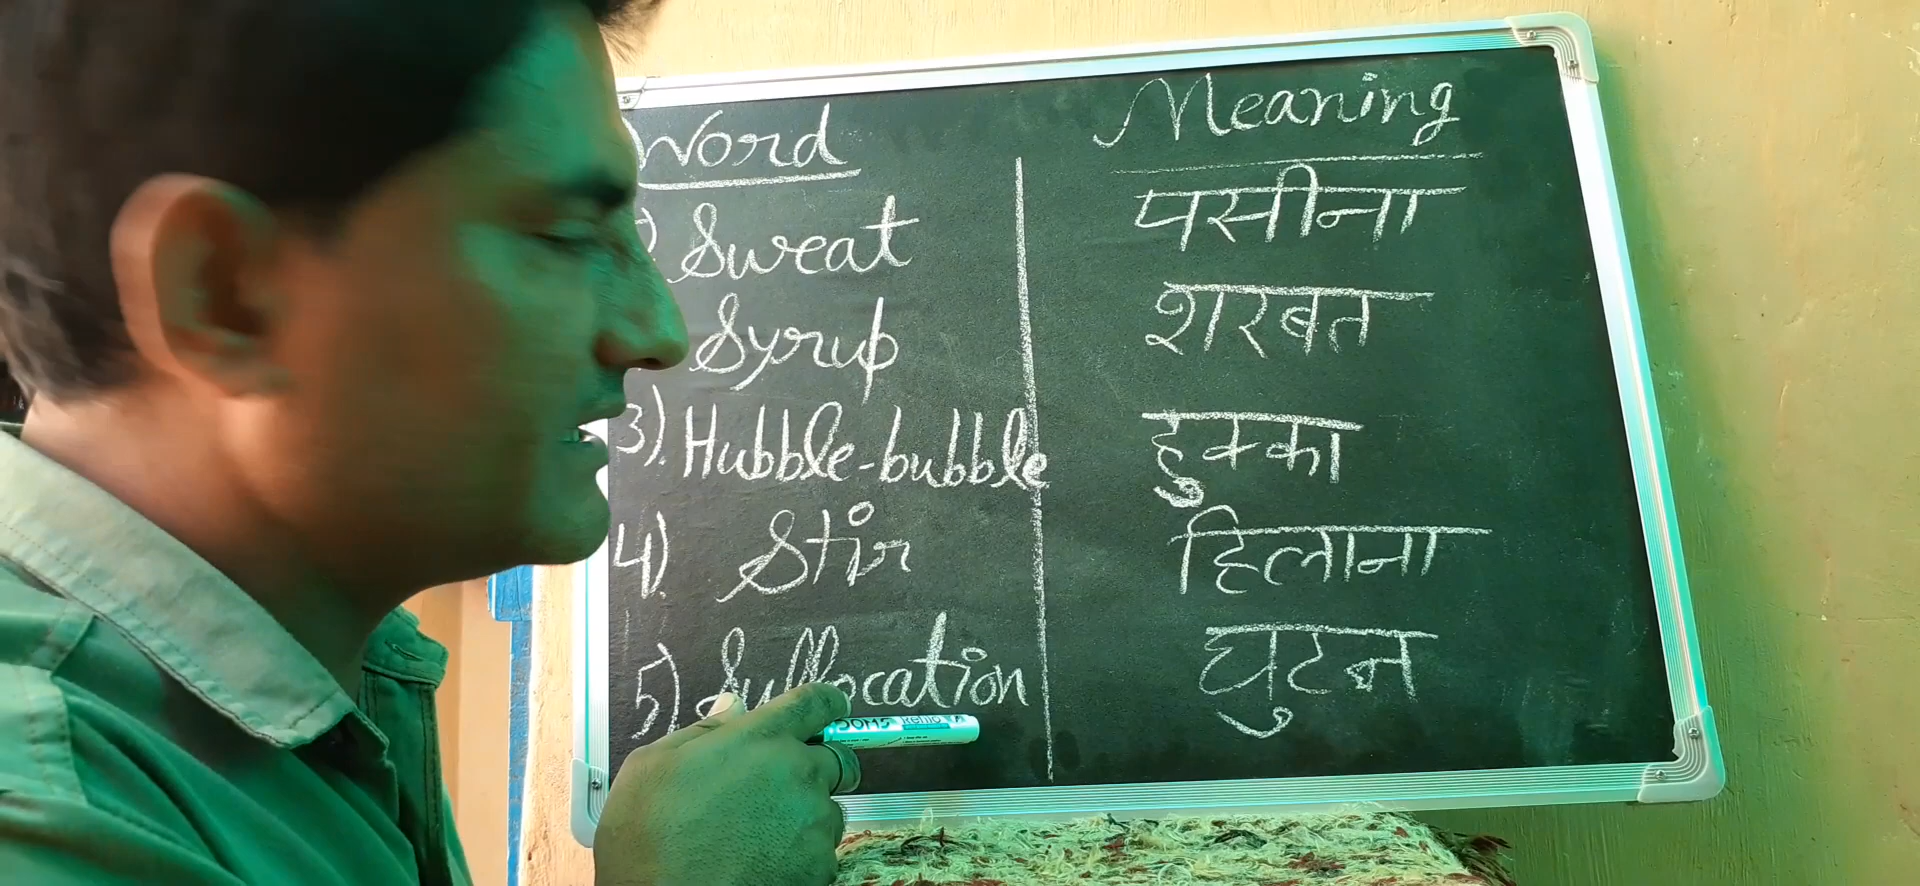 Word Meaning
) Sweat पसीना
Syrup शरबत
3). Hubble-bubble हुक्का
4). Stir हिलाना
5). Suffocation घुटन